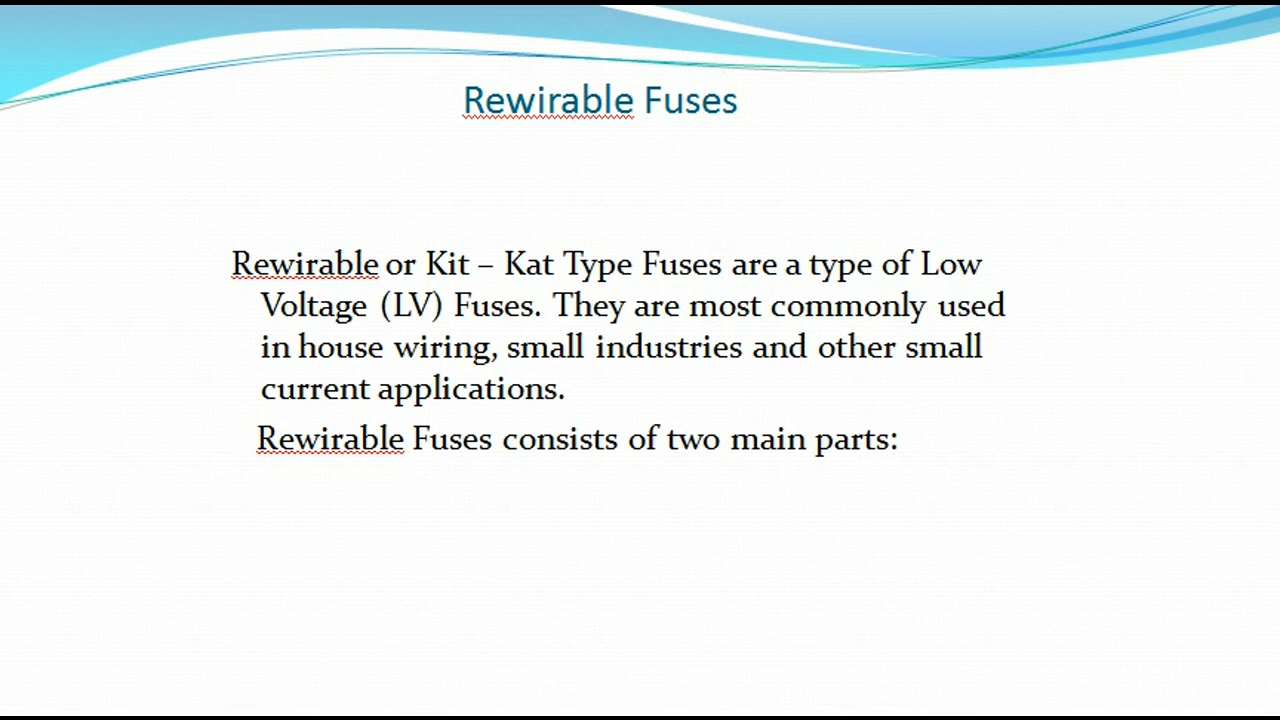 Rewirable Fuses
Rewirable or Kit – Kat Type Fuses are a type of Low
Voltage (LV) Fuses. They are most commonly used
in house wiring, small industries and other small
current applications.
Rewirable Fuses consists of two main parts: